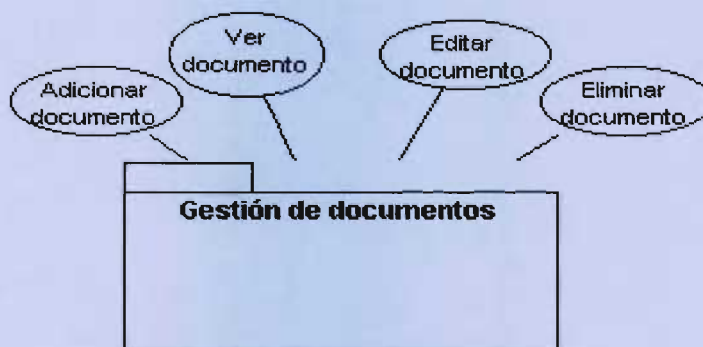 Adicionar
documento
Ver
documento
Editar
documento
Eliminar
documento
Gestión de documentos